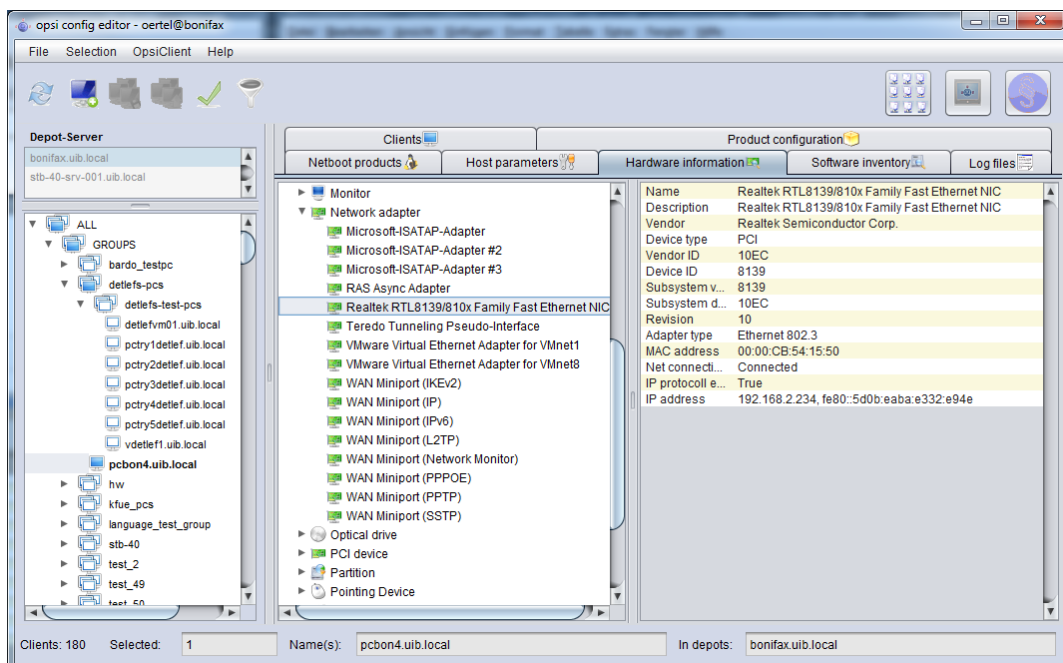 opsi config editor - oertel@bonifax
File Selection OpsiClient Help
Depot-Server
bonifax.uib.local
stb-40-srv-001.uib.local
ALL
GROUPS
bardo_testpc
detlefs-pcs
detlefs-test-pcs
detlefvm01.uib.local
pctry1detlef.uib.local
pctry2detlef.uib.local
pctry3detlef.uib.local
pctry4detlef.uib.local
pctry5detlef.uib.local
vdetlef1.uib.local
pcbon4.uib.local
hw
kfue_pcs
language_test_group
stb-40
test_2
test_49
test_50
Clients Product configuration
Netboot products Host parameters Hardware information Software inventory Log files
Monitor
Network adapter
Microsoft-ISATAP-Adapter
Microsoft-ISATAP-Adapter #2
Microsoft-ISATAP-Adapter #3
RAS Async Adapter
Realtek RTL8139/810x Family Fast Ethernet NIC
Teredo Tunneling Pseudo-Interface
VMware Virtual Ethernet Adapter for VMnet1
VMware Virtual Ethernet Adapter for VMnet8
WAN Miniport (IKEv2)
WAN Miniport (IP)
WAN Miniport (IPv6)
WAN Miniport (L2TP)
WAN Miniport (Network Monitor)
WAN Miniport (PPPOE)
WAN Miniport (PPTP)
WAN Miniport (SSTP)
Optical drive
PCI device
Partition
Pointing Device
Name Realtek RTL8139/810x Family Fast Ethernet NIC
Description Realtek RTL8139/810x Family Fast Ethernet NIC
Vendor Realtek Semiconductor Corp.
Device type PCI
Vendor ID 10EC
Device ID 8139
Subsystem v... 8139
Subsystem d... 10EC
Revision 10
Adapter type Ethernet 802.3
MAC address 00:00:CB:54:15:50
Net connecti... Connected
IP protocoll e... True
IP address 192.168.2.234, fe80::5d0b:eaba:e332:e94e
Clients: 180 Selected: 1 Name(s): pcbon4.uib.local In depots: bonifax.uib.local